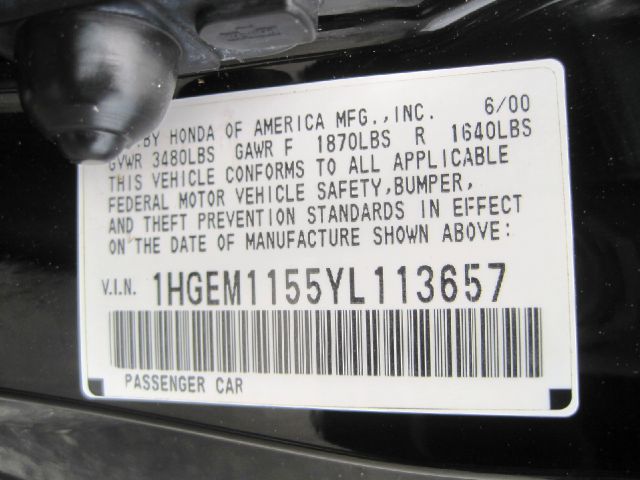 BY HONDA OF AMERICA MFG.,INC. 6/00
GVWR 3480LBS GAWR F 1870LBS R 1640LBS
THIS VEHICLE CONFORMS TO ALL APPLICABLE
FEDERAL MOTOR VEHICLE SAFETY,BUMPER,
AND THEFT PREVENTION STANDARDS IN EFFECT
ON THE DATE OF MANUFACTURE SHOWN ABOVE:
V.I.N. 1HGEM1155YL113657
PASSENGER CAR